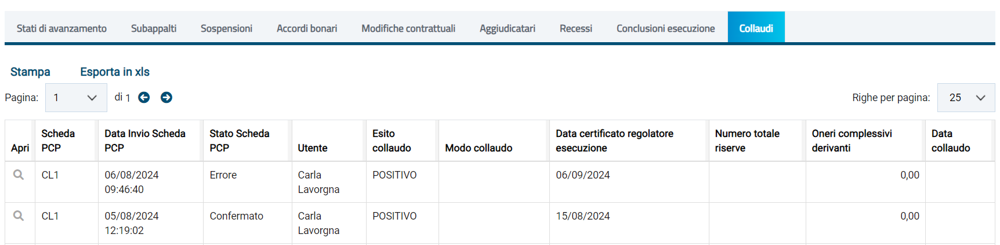 Stati di avanzamento Subappalti Sospensioni Accordi bonari Modifiche contrattuali Aggiudicatari Recessi Conclusioni esecuzione Collaudi
Stampa Esporta in xls
Pagina: 1 di 1 Righe per pagina: 25
Apri Scheda PCP Data Invio Scheda PCP Stato Scheda PCP Utente Esito collaudo Modo collaudo Data certificato regolatore esecuzione Numero totale riserve Oneri complessivi derivanti Data collaudo
CL1 06/08/2024 09:46:40 Errore Carla Lavorgna POSITIVO 06/09/2024 0,00
CL1 05/08/2024 12:19:02 Confermato Carla Lavorgna POSITIVO 15/08/2024 0,00